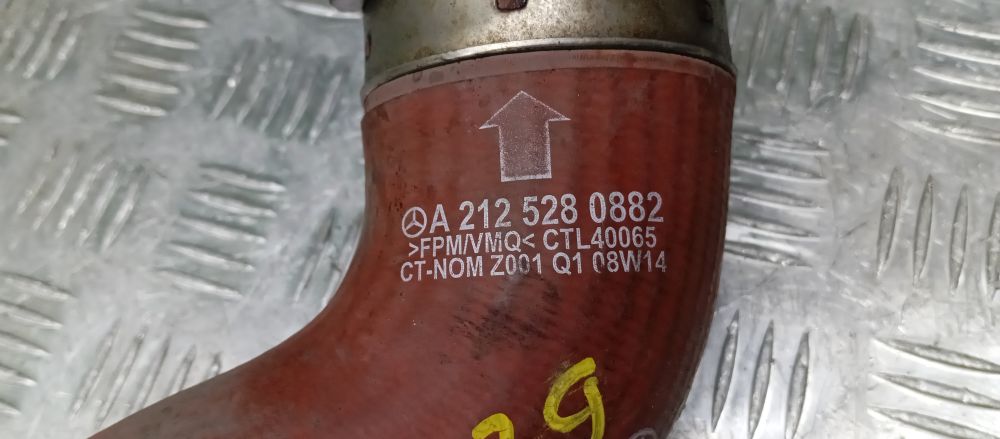 A 212 528 0882
>FPM/VMQ< CTL40065
CT-NOM Z001 Q1 08W14